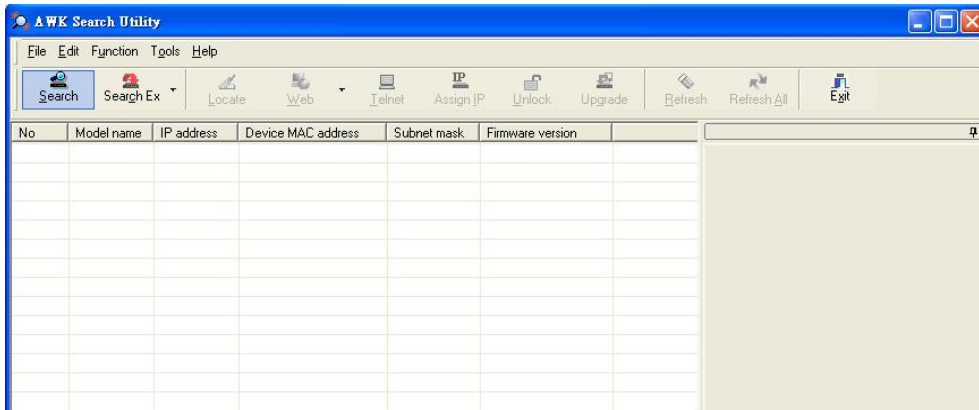 AWK Search Utility
File Edit Function Tools Help
Search Search Ex Locate Web Telnet IP Assign IP Unlock Upgrade Refresh Refresh All Exit
No Model name IP address Device MAC address Subnet mask Firmware version